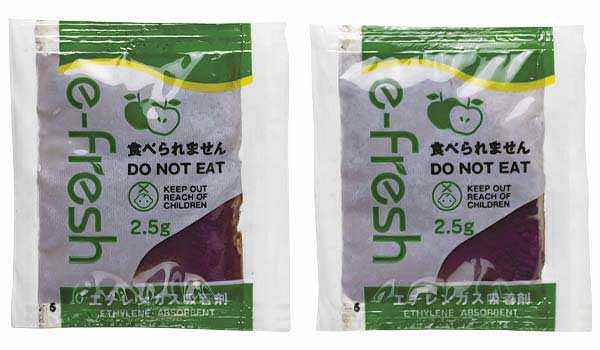 e-fresh
食べられません
DO NOT EAT
KEEP OUT
REACH OF
CHILDREN
2.5g
エチレンガス吸着剤
ETHYLENE ABSORBENT
e-fresh
食べられません
DO NOT EAT
KEEP OUT
REACH OF
CHILDREN
2.5g
エチレンガス吸着剤
ETHYLENE ABSORBENT